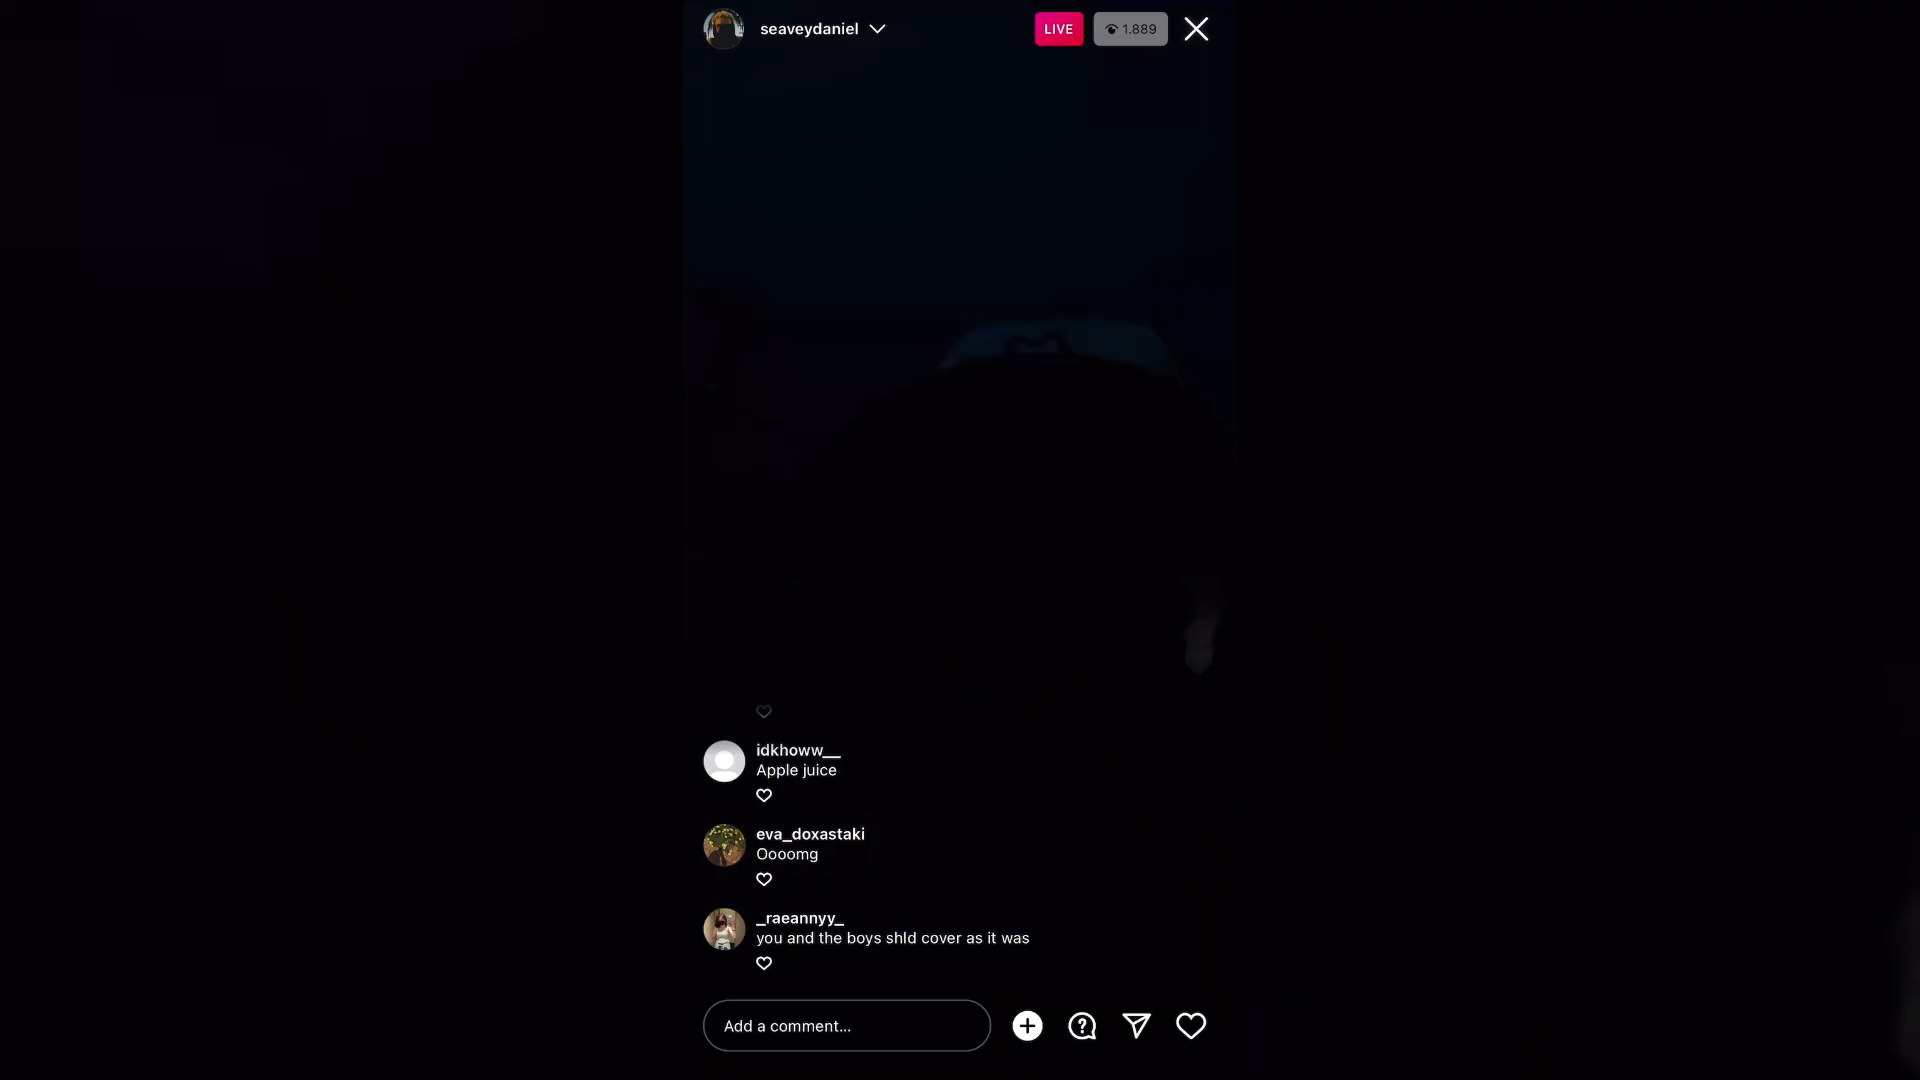 seaveydaniel
LIVE
1.889
idkhoww__
Apple juice
eva_doxastaki
Oooomg
_raeannyy_
you and the boys shld cover as it was
Add a comment...